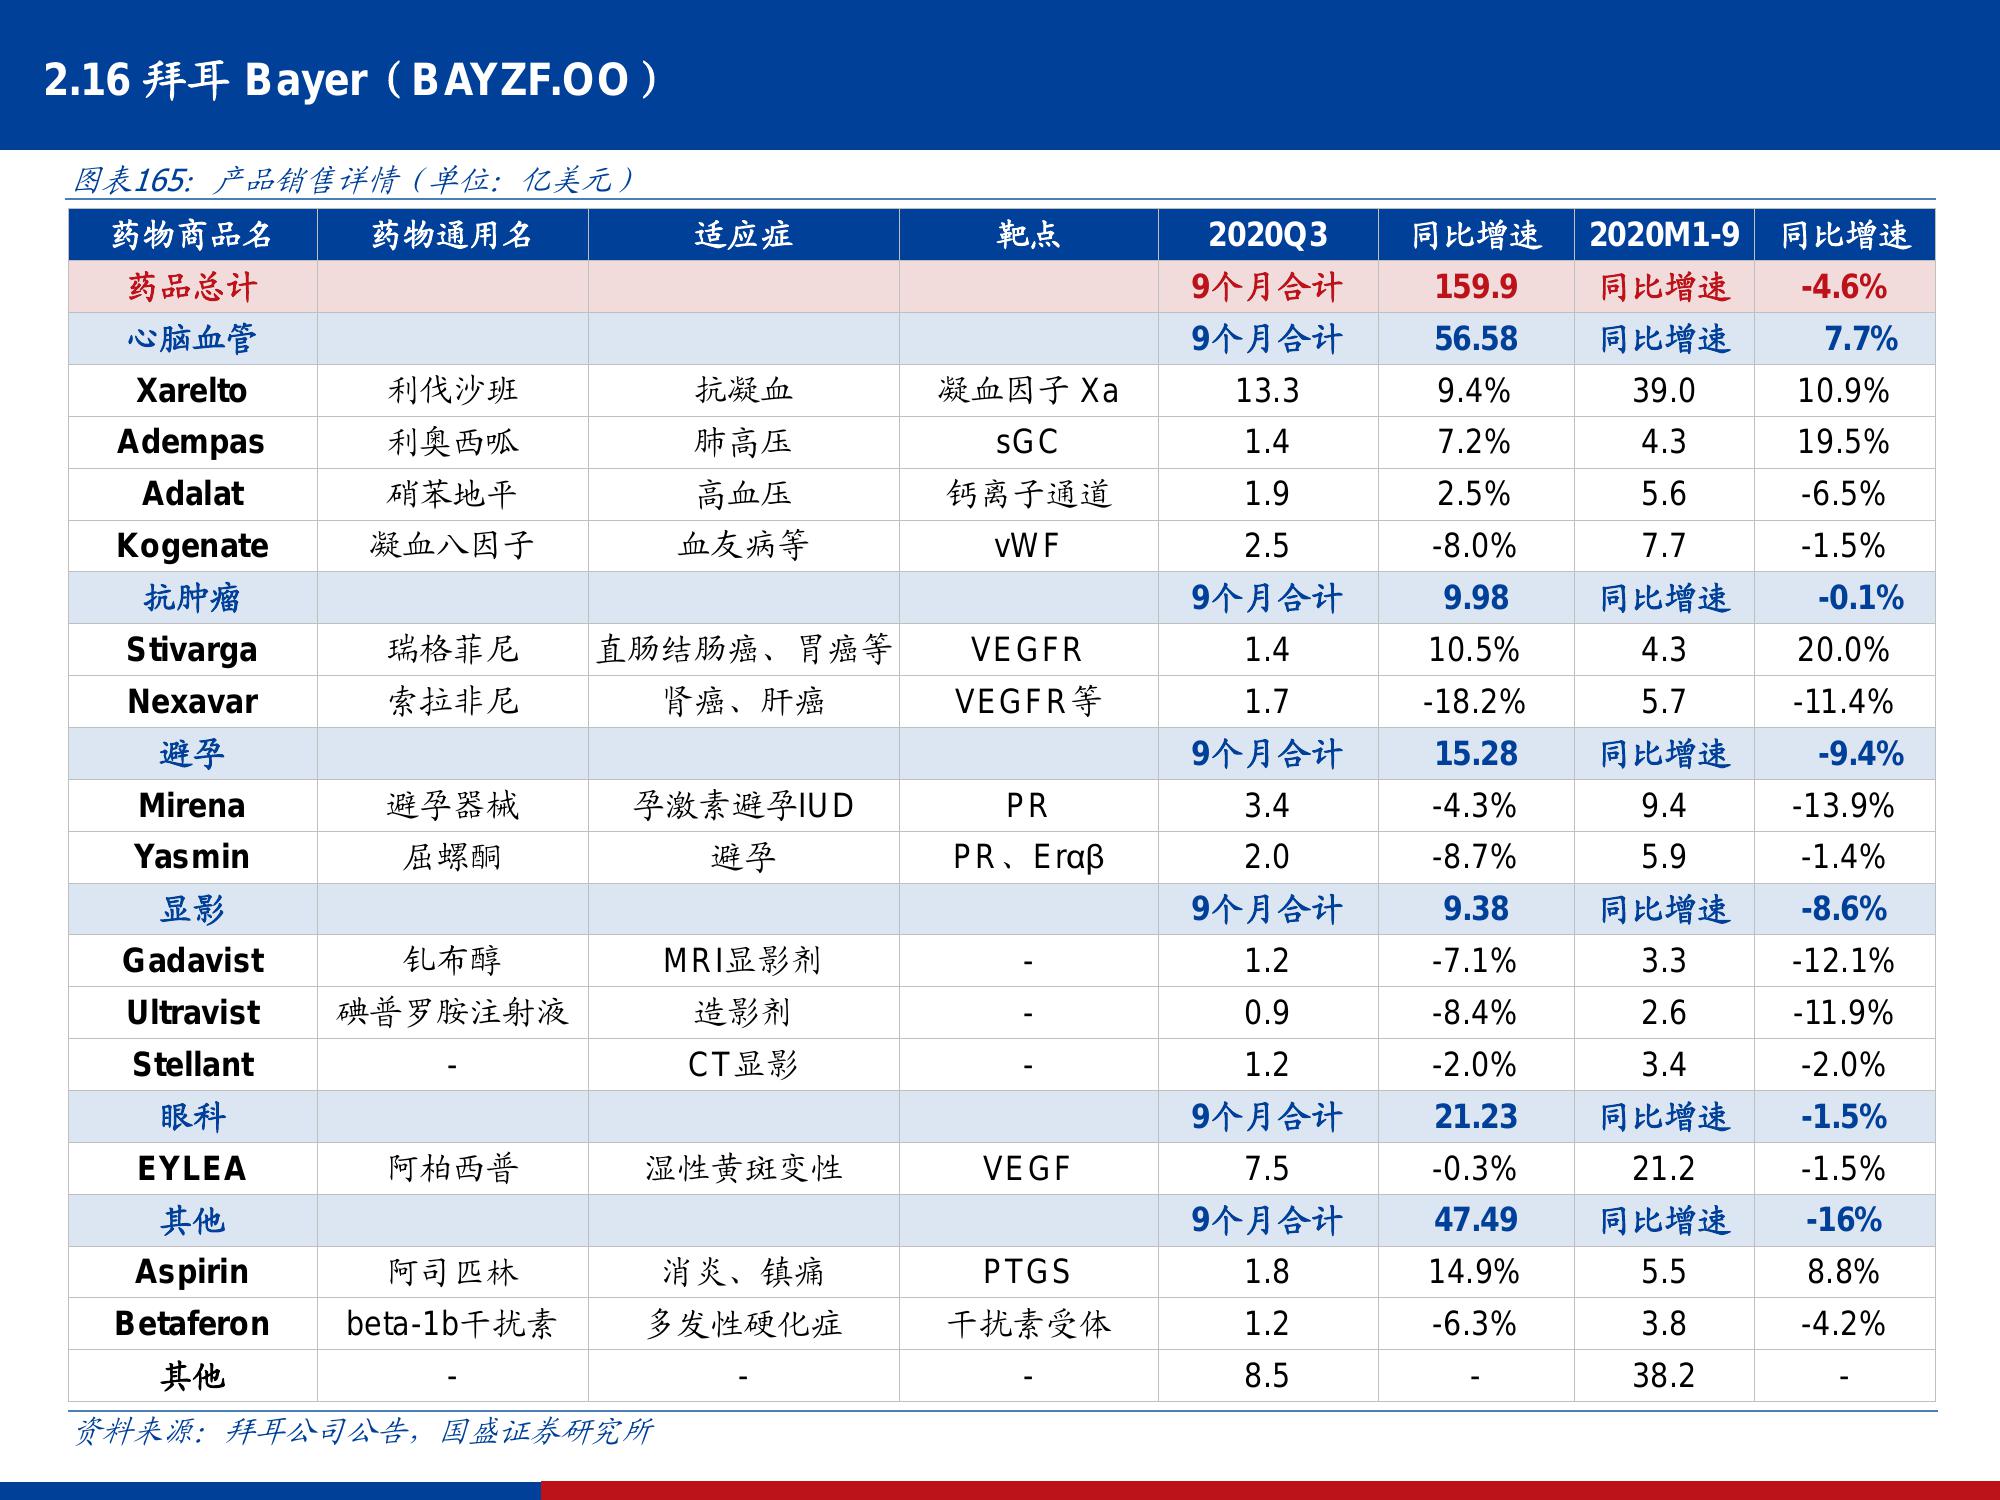 2.16 拜耳 Bayer（BAYZF.OO）
图表165：产品销售详情（单位：亿美元）
药物商品名 药物通用名 适应症 靶点 2020Q3 同比增速 2020M1-9 同比增速
药品总计 9个月合计 159.9 同比增速 -4.6%
心脑血管 9个月合计 56.58 同比增速 7.7%
Xarelto 利伐沙班 抗凝血 凝血因子 Xa 13.3 9.4% 39.0 10.9%
Adempas 利奥西呱 肺高压 sGC 1.4 7.2% 4.3 19.5%
Adalat 硝苯地平 高血压 钙离子通道 1.9 2.5% 5.6 -6.5%
Kogenate 凝血八因子 血友病等 vWF 2.5 -8.0% 7.7 -1.5%
抗肿瘤 9个月合计 9.98 同比增速 -0.1%
Stivarga 瑞格菲尼 直肠结肠癌、胃癌等 VEGFR 1.4 10.5% 4.3 20.0%
Nexavar 索拉非尼 肾癌、肝癌 VEGFR等 1.7 -18.2% 5.7 -11.4%
避孕 9个月合计 15.28 同比增速 -9.4%
Mirena 避孕器械 孕激素避孕IUD PR 3.4 -4.3% 9.4 -13.9%
Yasmin 屈螺酮 避孕 PR、Erαβ 2.0 -8.7% 5.9 -1.4%
显影 9个月合计 9.38 同比增速 -8.6%
Gadavist 钆布醇 MRI显影剂 - 1.2 -7.1% 3.3 -12.1%
Ultravist 碘普罗胺注射液 造影剂 - 0.9 -8.4% 2.6 -11.9%
Stellant - CT显影 - 1.2 -2.0% 3.4 -2.0%
眼科 9个月合计 21.23 同比增速 -1.5%
EYLEA 阿柏西普 湿性黄斑变性 VEGF 7.5 -0.3% 21.2 -1.5%
其他 9个月合计 47.49 同比增速 -16%
Aspirin 阿司匹林 消炎、镇痛 PTGS 1.8 14.9% 5.5 8.8%
Betaferon beta-1b干扰素 多发性硬化症 干扰素受体 1.2 -6.3% 3.8 -4.2%
其他 - - - 8.5 - 38.2 -
资料来源：拜耳公司公告，国盛证券研究所